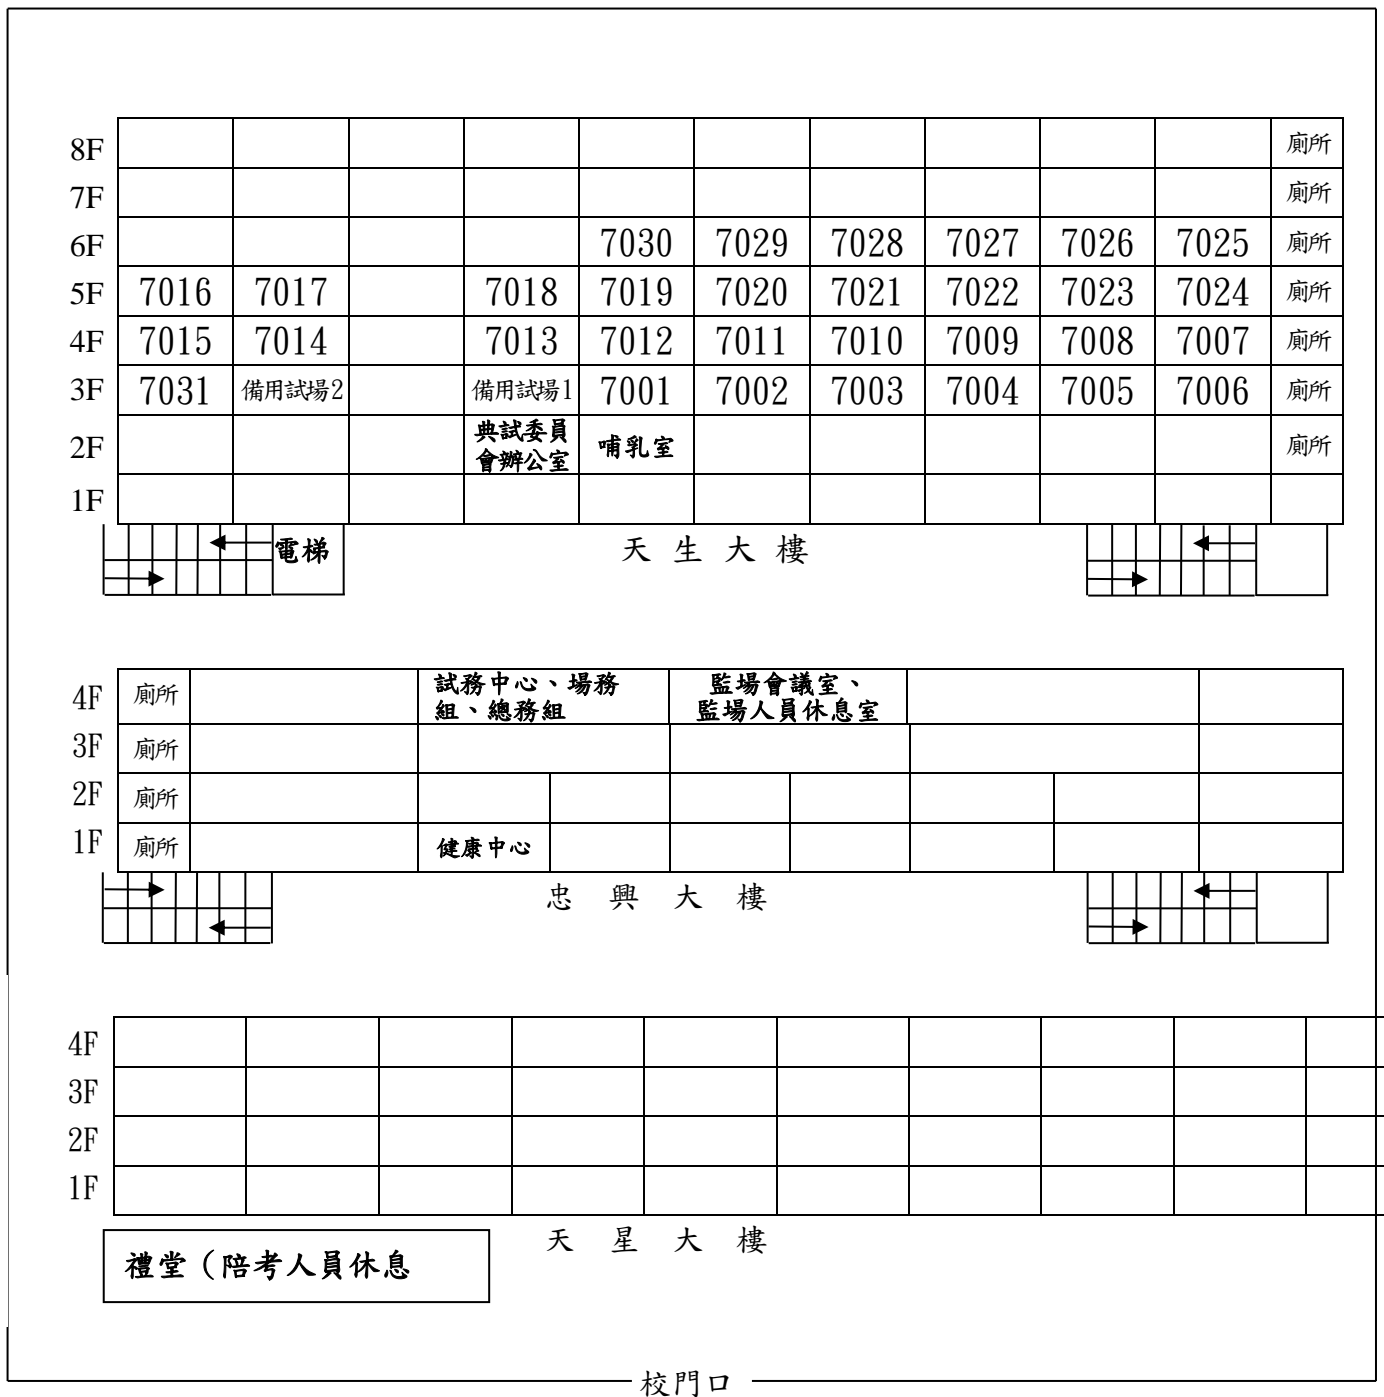 8F 廁所
7F 廁所
6F 7030 7029 7028 7027 7026 7025 廁所
5F 7016 7017 7018 7019 7020 7021 7022 7023 7024 廁所
4F 7015 7014 7013 7012 7011 7010 7009 7008 7007 廁所
3F 7031 備用試場2 備用試場1 7001 7002 7003 7004 7005 7006 廁所
2F 典試委員 哺乳室 廁所
會辦公室
1F
電梯 天生大樓
4F 廁所 試務中心、場務 監場會議室、
組、總務組 監場人員休息室
3F 廁所
2F 廁所
1F 廁所 健康中心
忠興大樓
4F
3F
2F
1F
天星大樓
禮堂（陪考人員休息
校門口